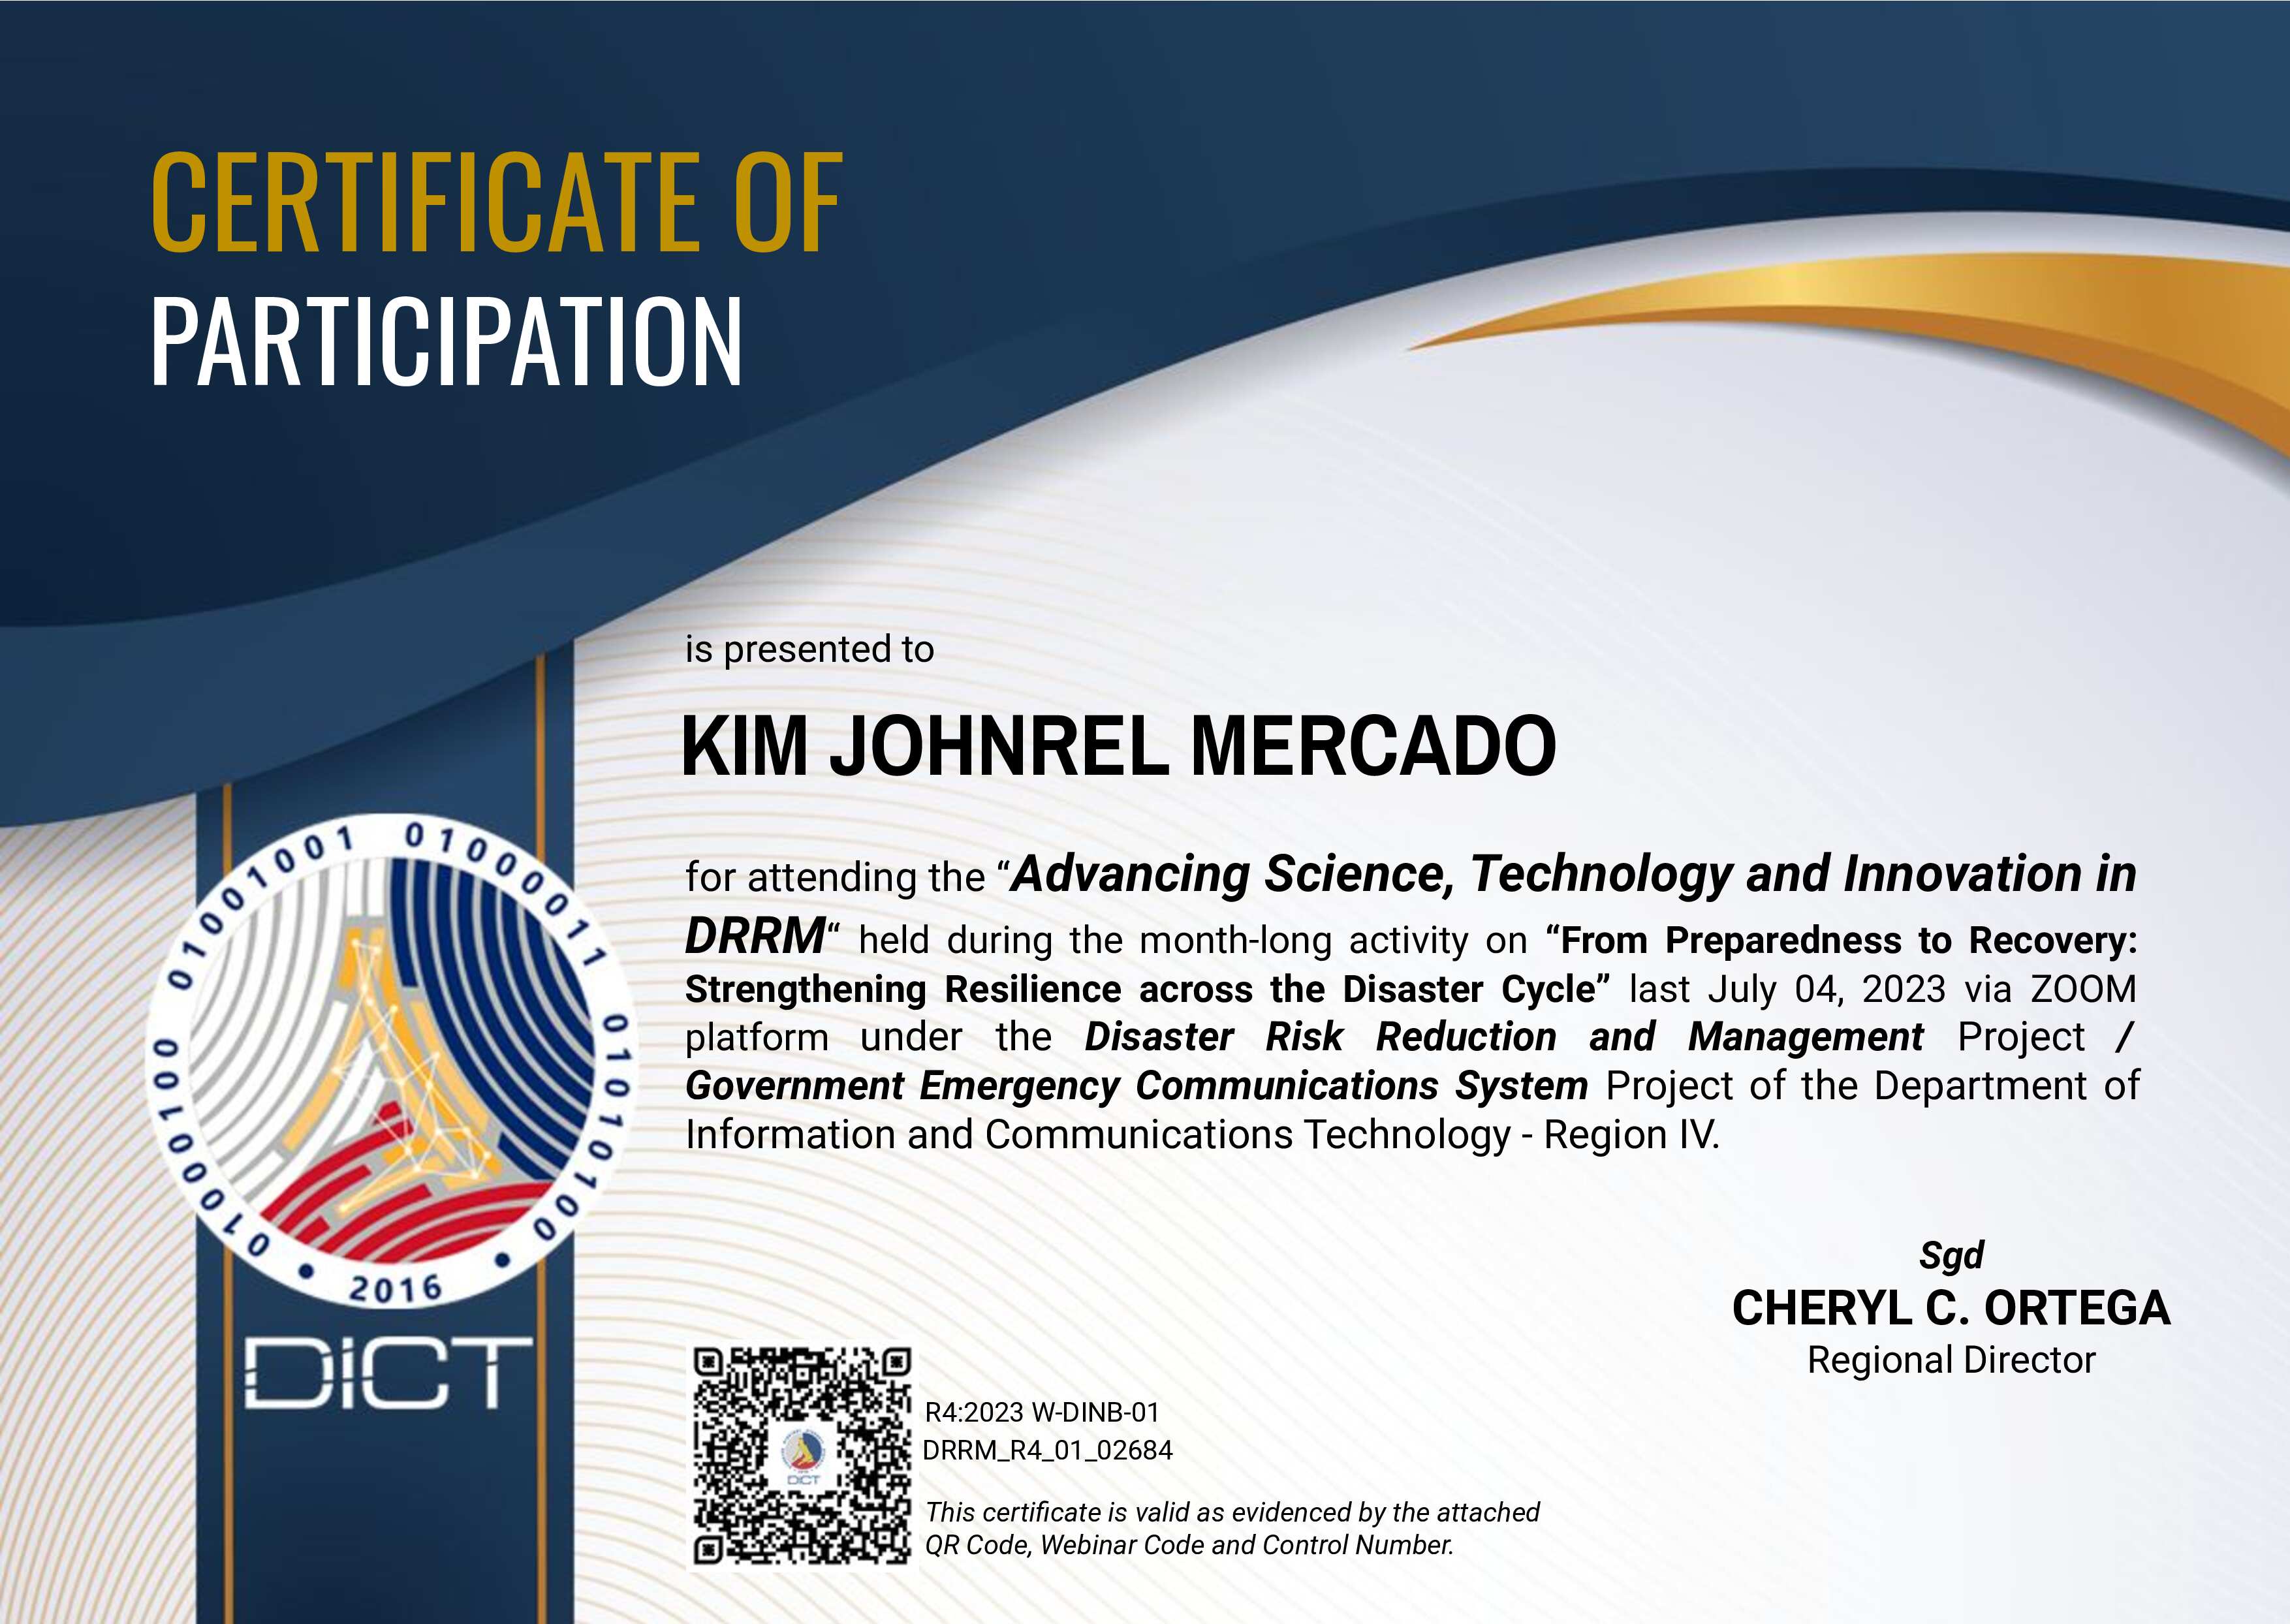 CERTIFICATE OF
PARTICIPATION
is presented to
KIM JOHNREL MERCADO
for attending the “Advancing Science, Technology and Innovation in
DRRM“ held during the month-long activity on “From Preparedness to Recovery:
Strengthening Resilience across the Disaster Cycle” last July 04, 2023 via ZOOM
platform under the Disaster Risk Reduction and Management Project /
Government Emergency Communications System Project of the Department of
Information and Communications Technology - Region IV.
01000100 01001001 01000011 01010100
• 2016 •
DICT
Sgd
CHERYL C. ORTEGA
Regional Director
DICT
R4:2023 W-DINB-01
DRRM_R4_01_02684
This certificate is valid as evidenced by the attached
QR Code, Webinar Code and Control Number.